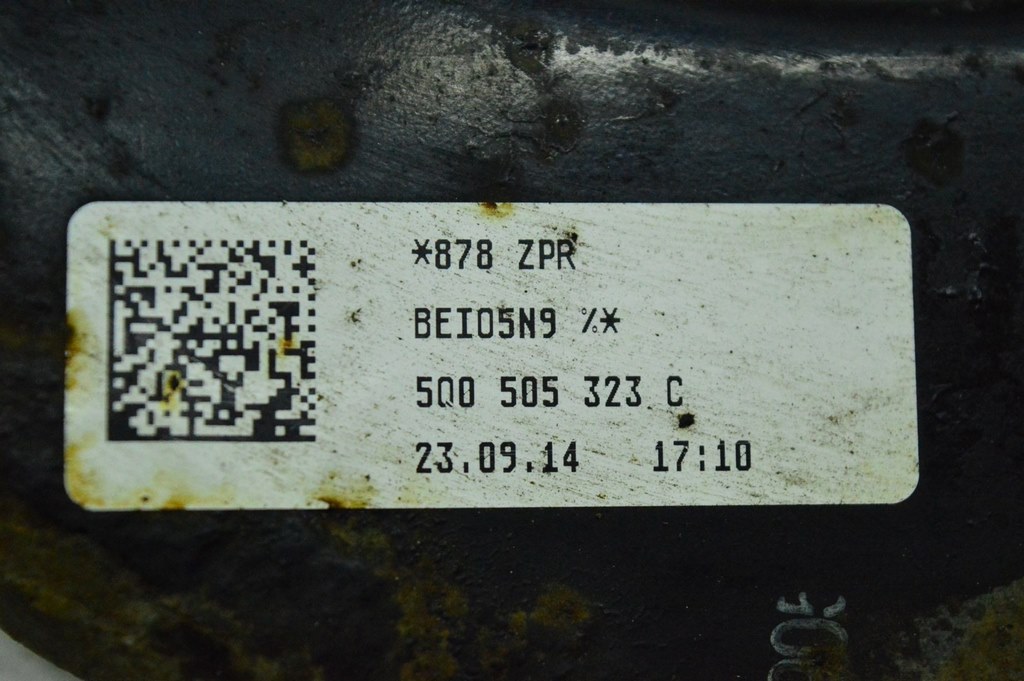 *878 ZPR
BEI05N9 %*
5Q0 505 323 C
23.09.14 17:10